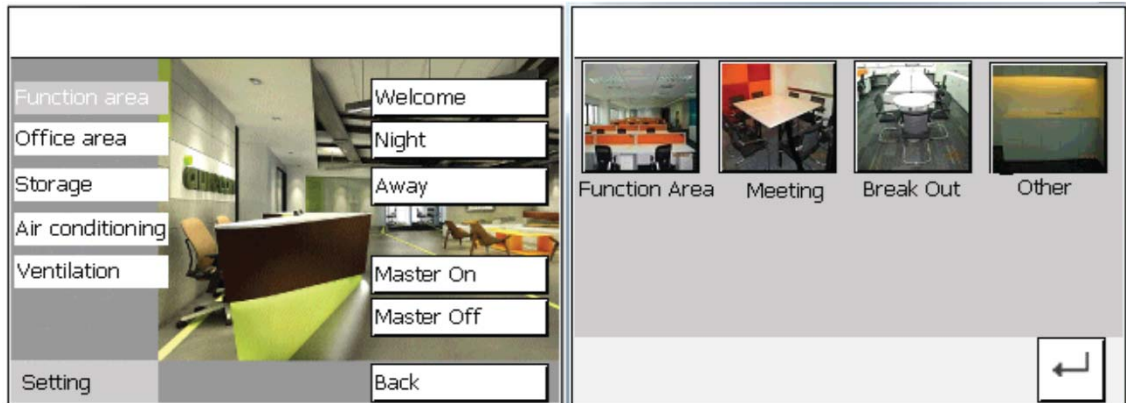 Function area
Office area
Storage
Air conditioning
Ventilation
Setting
Welcome
Night
Away
Master On
Master Off
Back
Function Area
Meeting
Break Out
Other